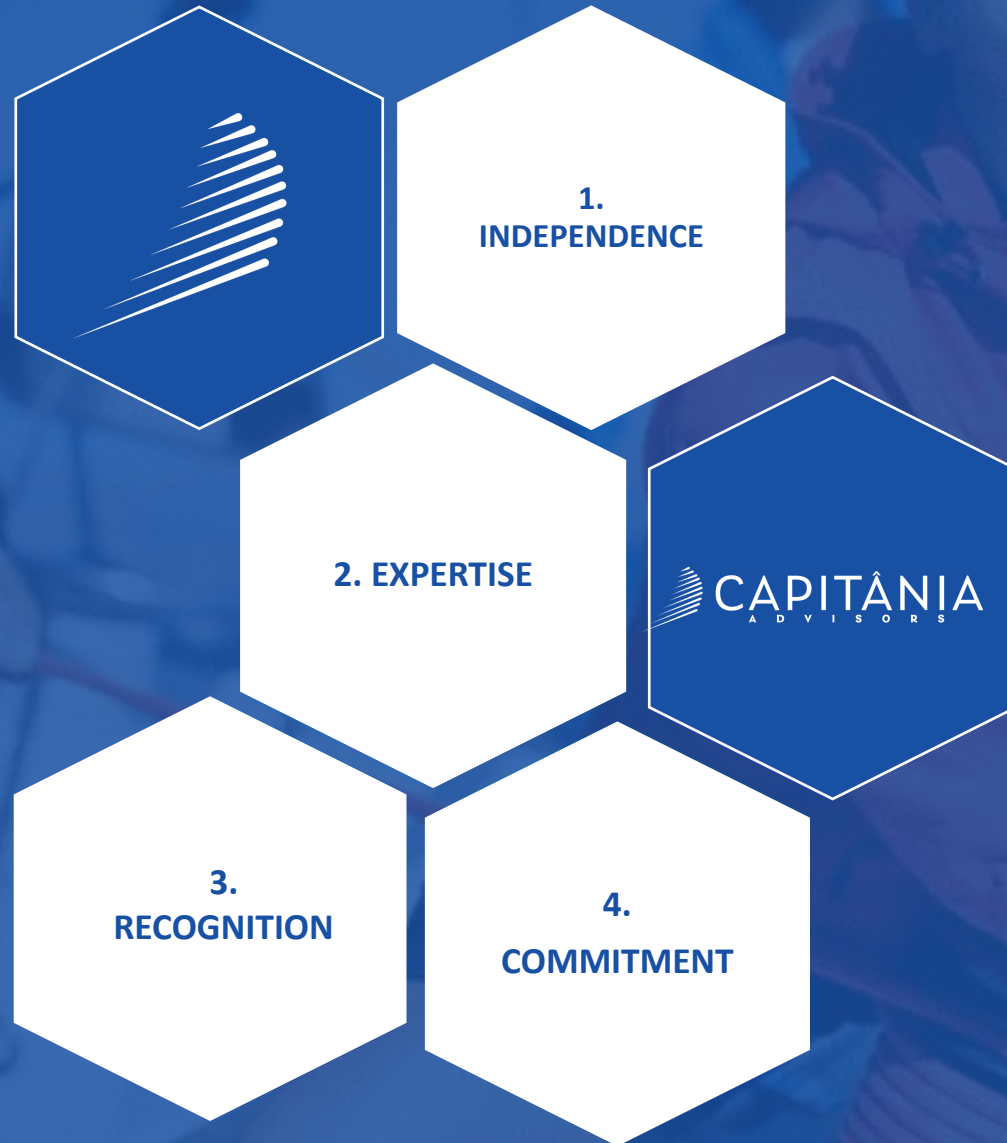 1.
INDEPENDENCE
2. EXPERTISE
CAPITÂNIA
ADVISORS
3.
RECOGNITION
4.
COMMITMENT